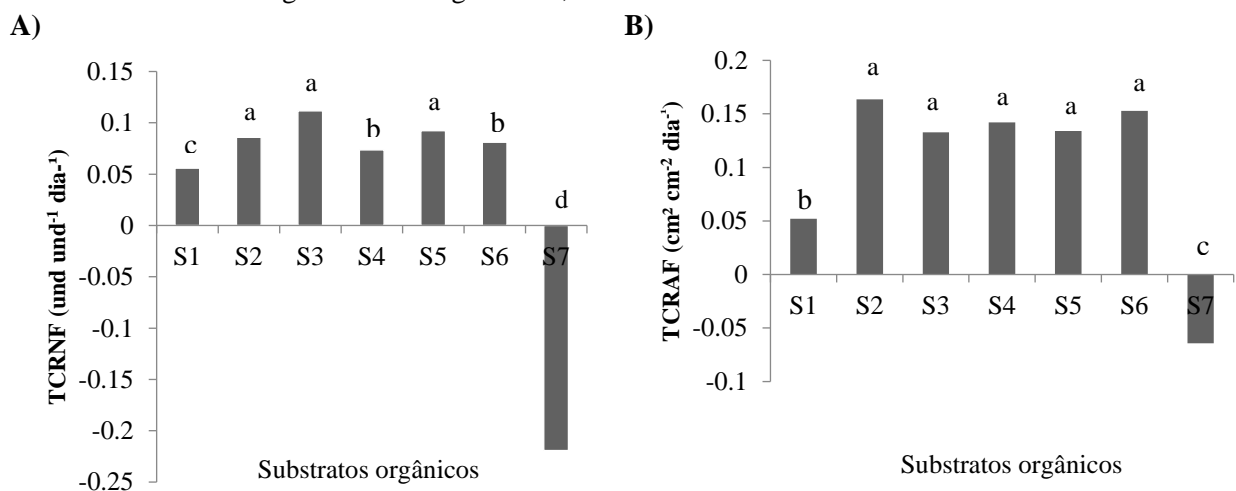 A)
TCRNF (und und⁻¹ dia-¹)
0.15
0.1
0.05
0
-0.05
-0.1
-0.15
-0.2
-0.25
c
a
a
b
a
b
d
S1 S2 S3 S4 S5 S6 S7
Substratos orgânicos
B)
TCRAF (cm² cm⁻² dia⁻¹)
0.2
0.15
0.1
0.05
0
-0.05
-0.1
b
a
a
a
a
a
c
S1 S2 S3 S4 S5 S6 S7
Substratos orgânicos